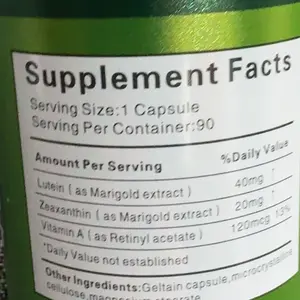 Supplement Facts
Serving Size:1 Capsule
Serving Per Container:90
Amount Per Serving %Daily Value
Lutein ( as Marigold extract ) 40mg †
Zeaxanthin ( as Marigold extract ) 20mg †
Vitamin A ( as Retinyl acetate ) 120mcg 13%
*Daily Value not established
Other Ingredients:Geltain capsule,microcrystalline
cellulose,magnesium stearate